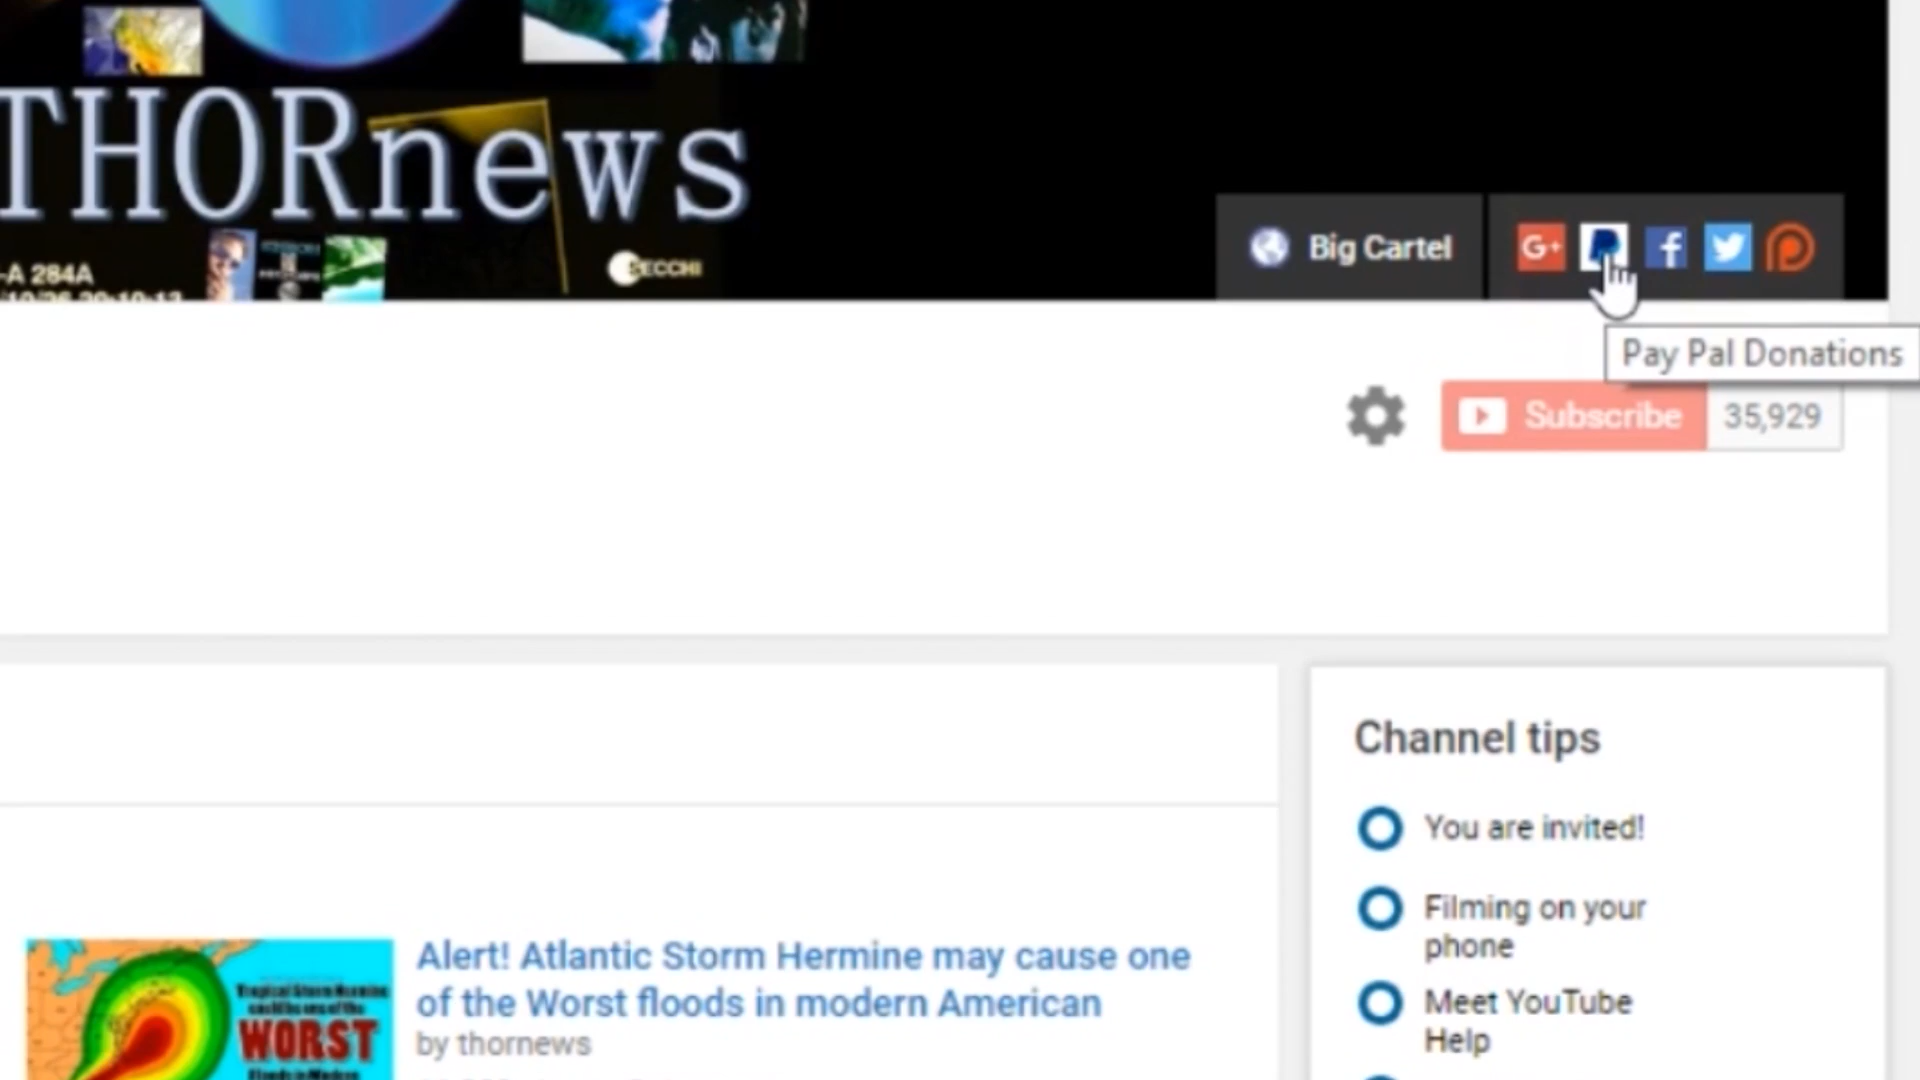 THORnews
-A 284A
SECCHI
Big Cartel
G+
f
Pay Pal Donations
Subscribe 35,929
Channel tips
You are invited!
Filming on your
phone
Meet YouTube
Help
Alert! Atlantic Storm Hermine may cause one
of the Worst floods in modern American
by thornews
WORST